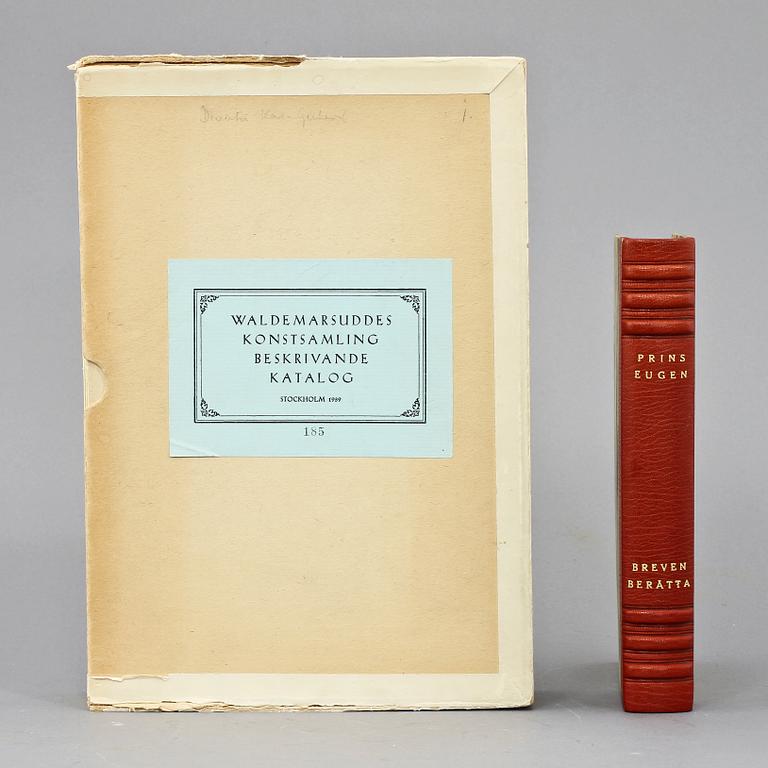 i.
WALDEMARSUDDES
KONSTSAMLING
BESKRIVANDE
KATALOG
STOCKHOLM 1939
185
PRINS
EUGEN
BREVEN
BERÄTTA